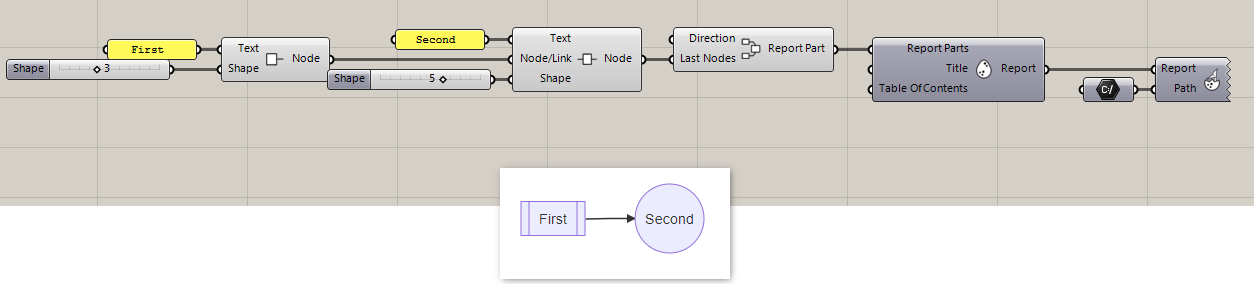 First
Shape 3
Text
Shape
Node
Second
Shape 5
Text
Node/Link
Shape
Node
Direction
Last Nodes
Report Part
Report Parts
Title
Table Of Contents
Report
C:/
Report
Path
First
Second